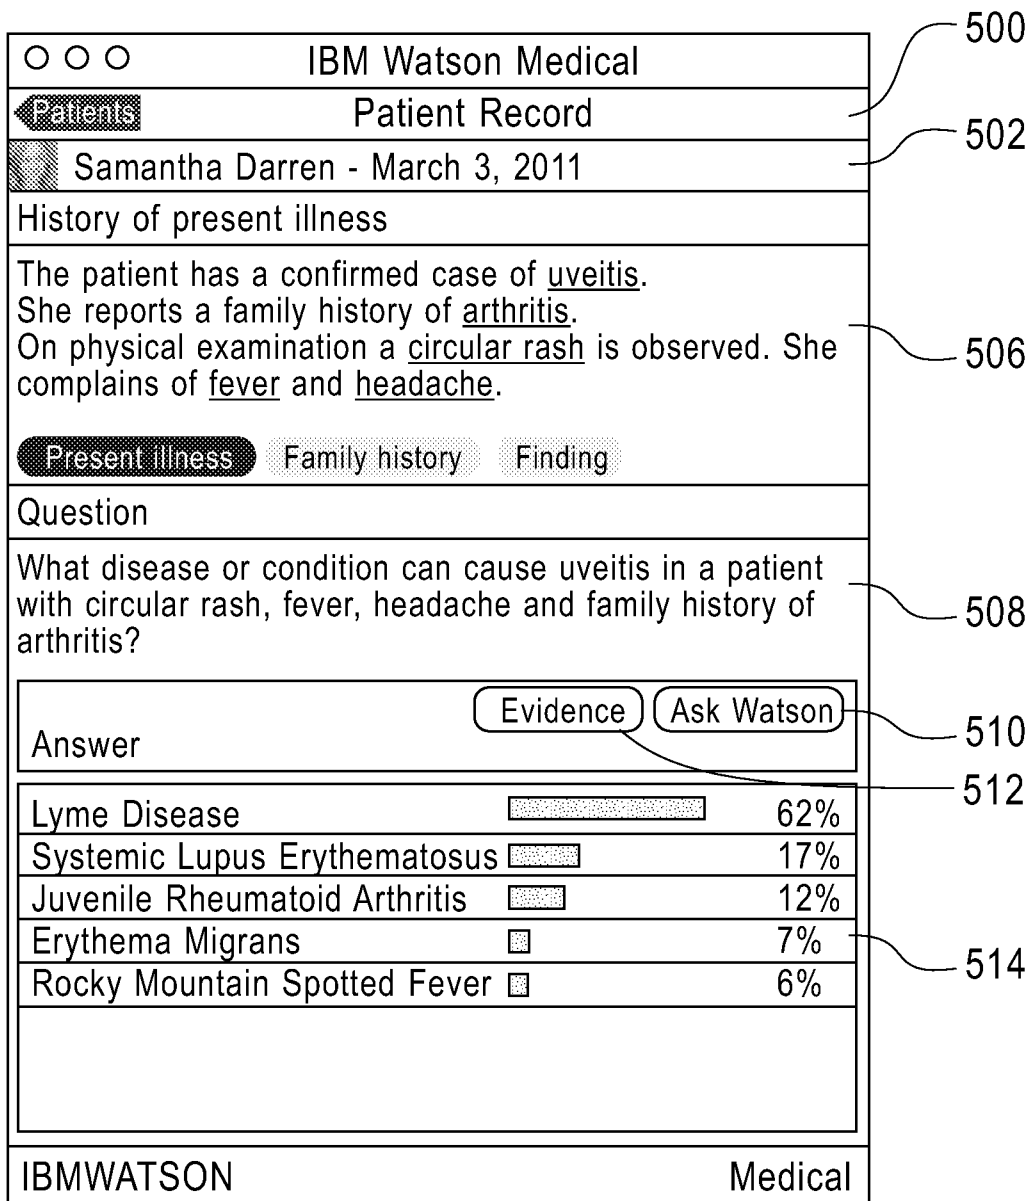 500
IBM Watson Medical
Patients
Patient Record
502
Samantha Darren - March 3, 2011
History of present illness
The patient has a confirmed case of uveitis.
She reports a family history of arthritis.
On physical examination a circular rash is observed. She
complains of fever and headache.
506
Present illness Family history Finding
Question
What disease or condition can cause uveitis in a patient
with circular rash, fever, headache and family history of
arthritis?
508
Evidence Ask Watson
510
Answer
512
Lyme Disease 62%
Systemic Lupus Erythematosus 17%
Juvenile Rheumatoid Arthritis 12%
Erythema Migrans 7%
514
Rocky Mountain Spotted Fever 6%
IBMWATSON Medical